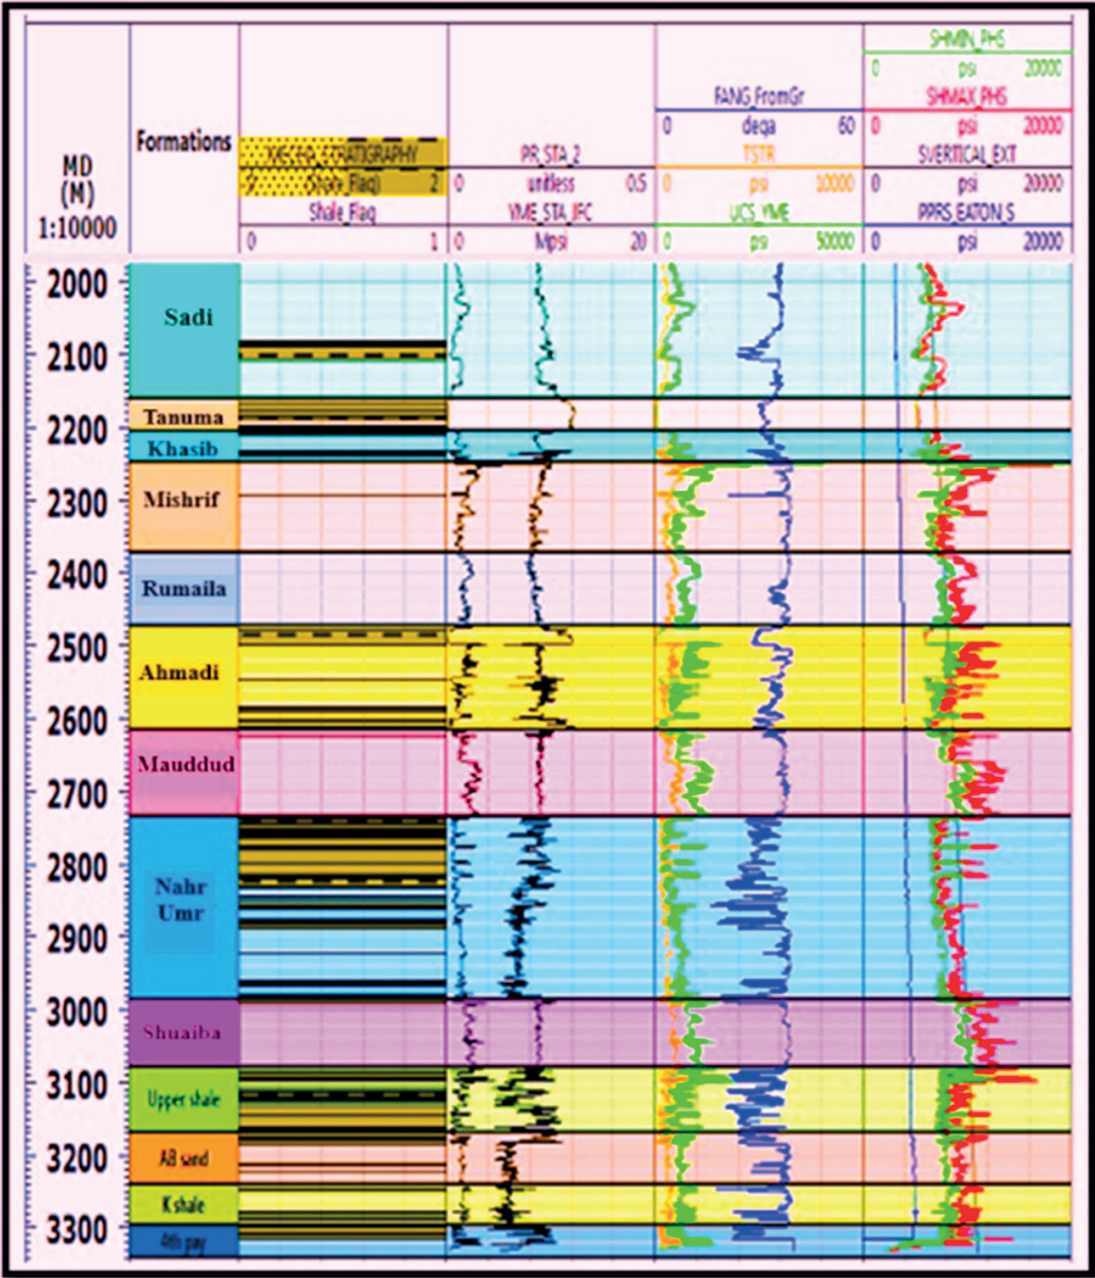 SHMIN_PHS
0 psi 20000
FANG_FromGr
SHMAX_PHS
0 deqa 60
0 psi 20000
Formations
STRATIGRAPHY
PR_STA_2
TSTR
SVERTICAL_EXT
MD
(M)
1:10000
2
0 unitless 0.5
0 psi 10000
0 psi 20000
Shale_Flaq
YME_STA_JFC
UCS_YME
PPRS_EATON_S
0 1
0 Mpsi 20
0 psi 50000
0 psi 20000
2000
Sadi
2100
Tanuma
2200
Khasib
Mishrif
2300
2400
Rumaila
2500
Ahmadi
2600
Mauddud
2700
2800
Nahr
Umr
2900
3000
Shuaiba
3100
Upper shale
AB sand
3200
K shale
3300
4th pay